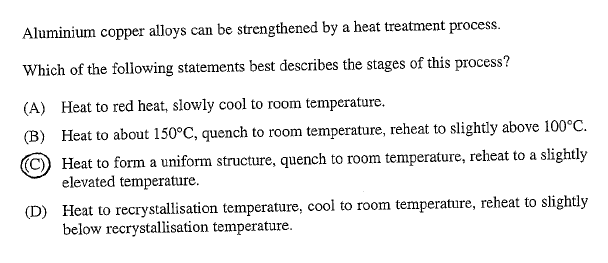 Aluminium copper alloys can be strengthened by a heat treatment process.
Which of the following statements best describes the stages of this process?
(A) Heat to red heat, slowly cool to room temperature.
(B) Heat to about 150°C, quench to room temperature, reheat to slightly above 100°C.
(C) Heat to form a uniform structure, quench to room temperature, reheat to a slightly
elevated temperature.
(D) Heat to recrystallisation temperature, cool to room temperature, reheat to slightly
below recrystallisation temperature.